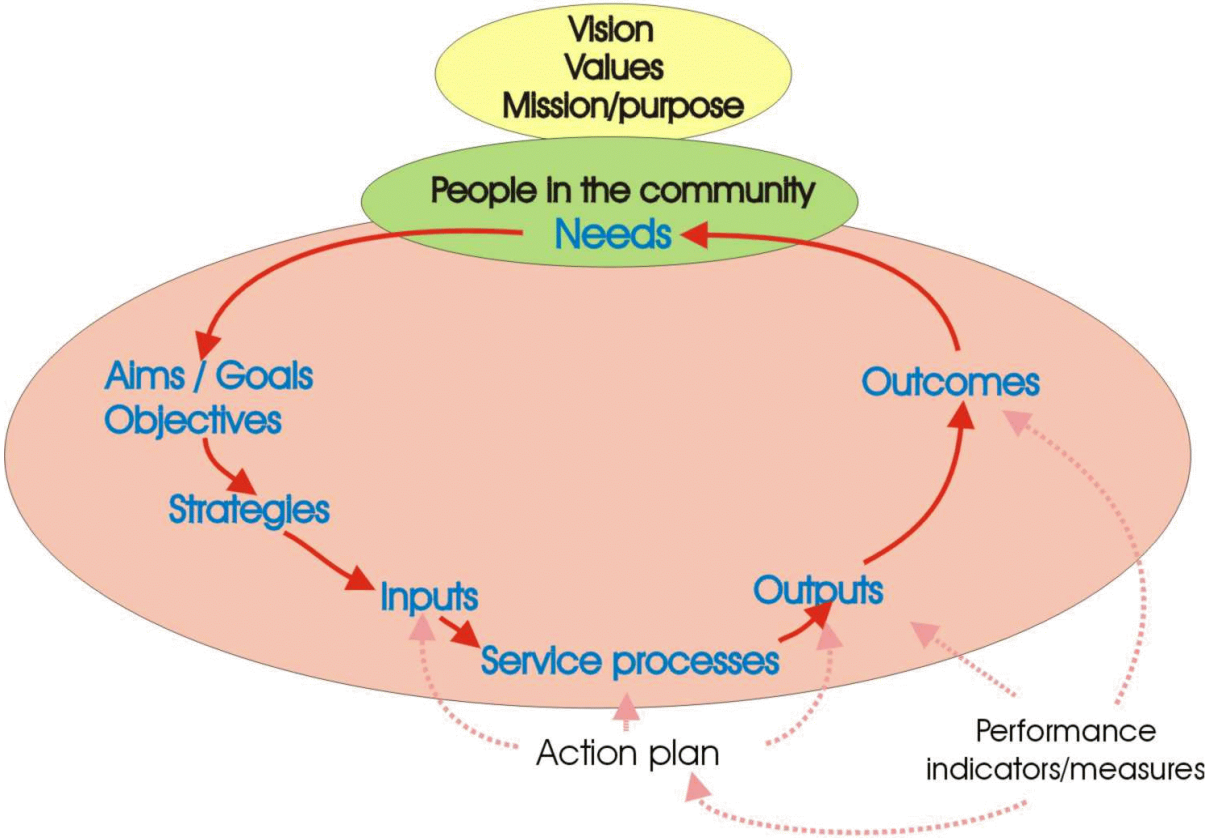 Vision
Values
Mission/purpose
People in the community
Needs
Aims / Goals
Objectives
Outcomes
Strategies
Inputs
Outputs
Service processes
Action plan
Performance
indicators/measures